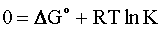 0 = ΔG° + RT ln K